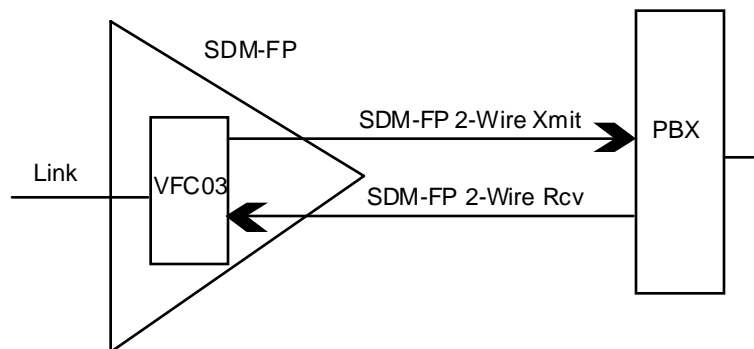 SDM-FP
SDM-FP 2-Wire Xmit
PBX
Link
VFC03
SDM-FP 2-Wire Rcv